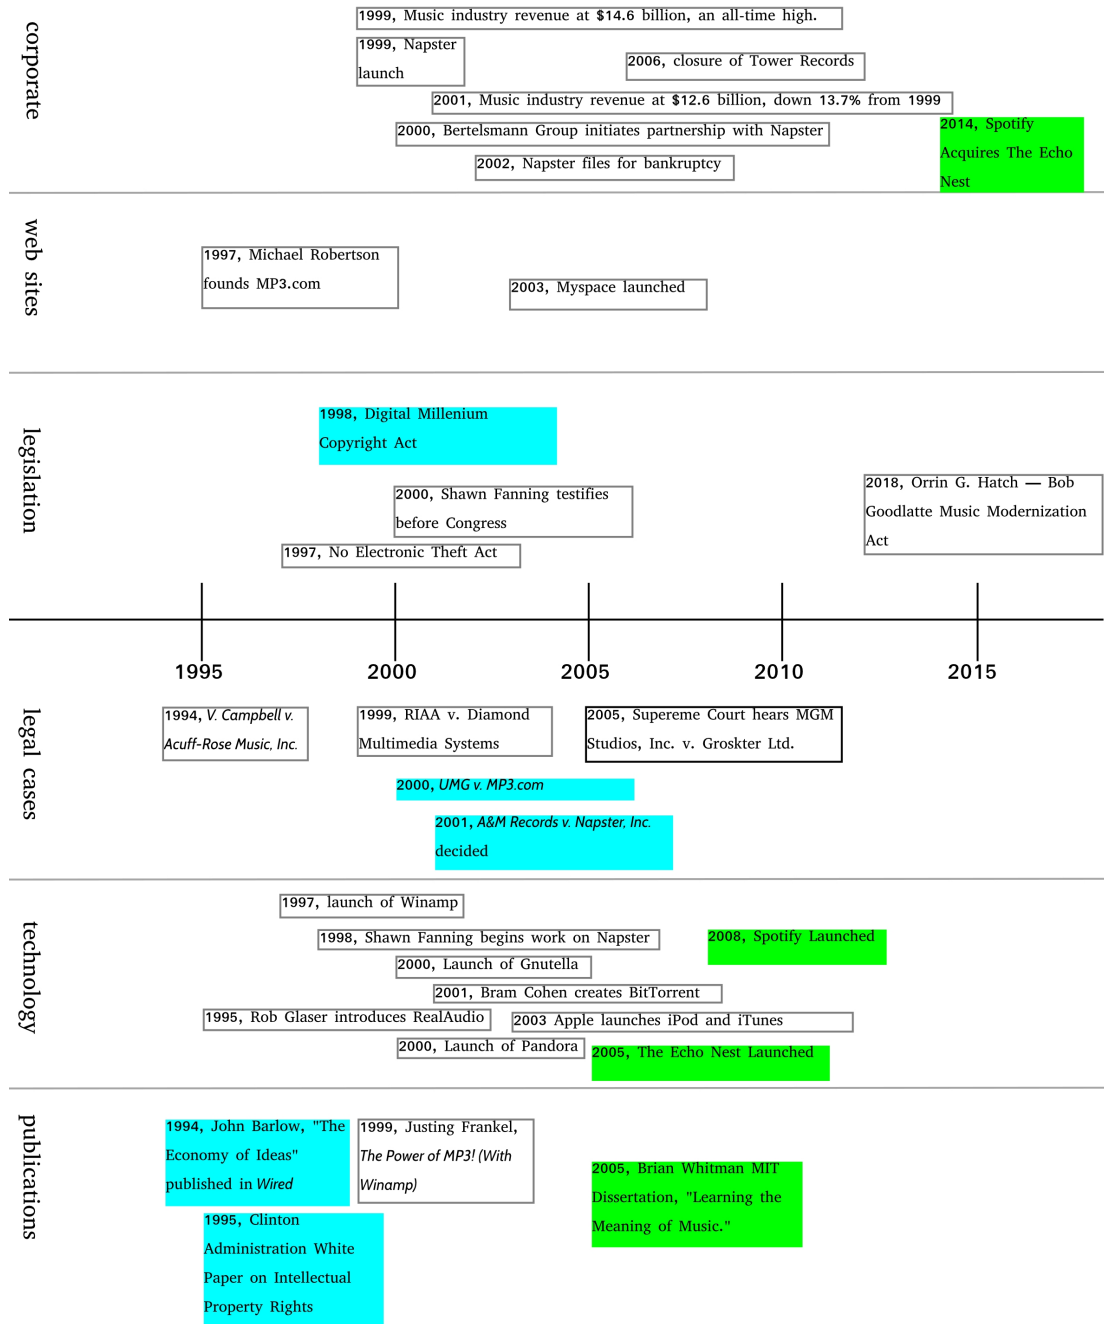 corporate
1999, Music industry revenue at $14.6 billion, an all-time high.
1999, Napster
launch
2006, closure of Tower Records
2001, Music industry revenue at $12.6 billion, down 13.7% from 1999
2000, Bertelsmann Group initiates partnership with Napster
2014, Spotify
Acquires The Echo
Nest
2002, Napster files for bankruptcy
web sites
1997, Michael Robertson
founds MP3.com
2003, Myspace launched
legislation
1998, Digital Millenium
Copyright Act
2000, Shawn Fanning testifies
before Congress
2018, Orrin G. Hatch — Bob
Goodlatte Music Modernization
Act
1997, No Electronic Theft Act
1995
2000
2005
2010
2015
legal cases
1994, V. Campbell v.
Acuff-Rose Music, Inc.
1999, RIAA v. Diamond
Multimedia Systems
2005, Supreme Court hears MGM
Studios, Inc. v. Groskter Ltd.
2000, UMG v. MP3.com
2001, A&M Records v. Napster, Inc.
decided
technology
1997, launch of Winamp
1998, Shawn Fanning begins work on Napster
2008, Spotify Launched
2000, Launch of Gnutella
2001, Bram Cohen creates BitTorrent
1995, Rob Glaser introduces RealAudio
2003 Apple launches iPod and iTunes
2000, Launch of Pandora
2005, The Echo Nest Launched
publications
1994, John Barlow, "The
Economy of Ideas"
published in Wired
1999, Justing Frankel,
The Power of MP3! (With
Winamp)
2005, Brian Whitman MIT
Dissertation, "Learning the
Meaning of Music."
1995, Clinton
Administration White
Paper on Intellectual
Property Rights